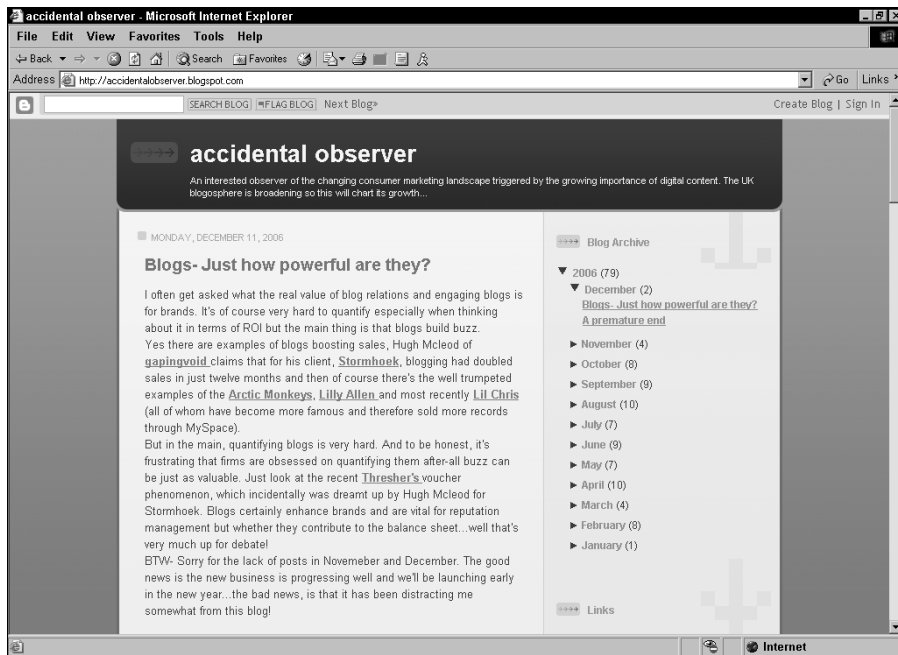 accidental observer - Microsoft Internet Explorer
File Edit View Favorites Tools Help
Back Search Favorites
Address http://accidentalobserver.blogspot.com Go Links »
SEARCH BLOG FLAG BLOG Next Blog» Create Blog | Sign In
accidental observer
An interested observer of the changing consumer marketing landscape triggered by the growing importance of digital content. The UK
blogosphere is broadening so this will chart its growth...
MONDAY, DECEMBER 11, 2006
Blogs- Just how powerful are they?
I often get asked what the real value of blog relations and engaging blogs is
for brands. It's of course very hard to quantify especially when thinking
about it in terms of ROI but the main thing is that blogs build buzz.
Yes there are examples of blogs boosting sales, Hugh Mcleod of
gapingvoid claims that for his client, Stormhoek, blogging had doubled
sales in just twelve months and then of course there's the well trumpeted
examples of the Arctic Monkeys, Lilly Allen and most recently Lil Chris
(all of whom have become more famous and therefore sold more records
through MySpace).
But in the main, quantifying blogs is very hard. And to be honest, it's
frustrating that firms are obsessed on quantifying them after-all buzz can
be just as valuable. Just look at the recent Thresher's voucher
phenomenon, which incidentally was dreamt up by Hugh Mcleod for
Stormhoek. Blogs certainly enhance brands and are vital for reputation
management but whether they contribute to the balance sheet...well that's
very much up for debate!
BTW- Sorry for the lack of posts in Novemeber and December. The good
news is the new business is progressing well and we'll be launching early
in the new year...the bad news, is that it has been distracting me
somewhat from this blog!
Blog Archive
▼ 2006 (79)
▼ December (2)
Blogs- Just how powerful are they?
A premature end
► November (4)
► October (8)
► September (9)
► August (10)
► July (7)
► June (9)
► May (7)
► April (10)
► March (4)
► February (8)
► January (1)
Links
Internet